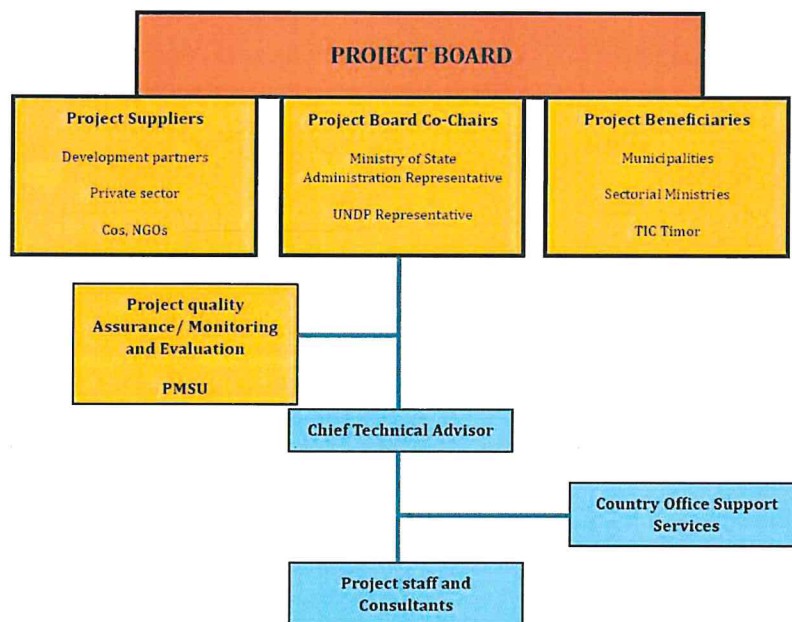 PROJECT BOARD
Project Suppliers
Development partners
Private sector
Cos, NGOs
Project Board Co-Chairs
Ministry of State
Administration Representative
UNDP Representative
Project Beneficiaries
Municipalities
Sectorial Ministries
TIC Timor
Project quality
Assurance/ Monitoring
and Evaluation
PMSU
Chief Technical Advisor
Country Office Support
Services
Project staff and
Consultants